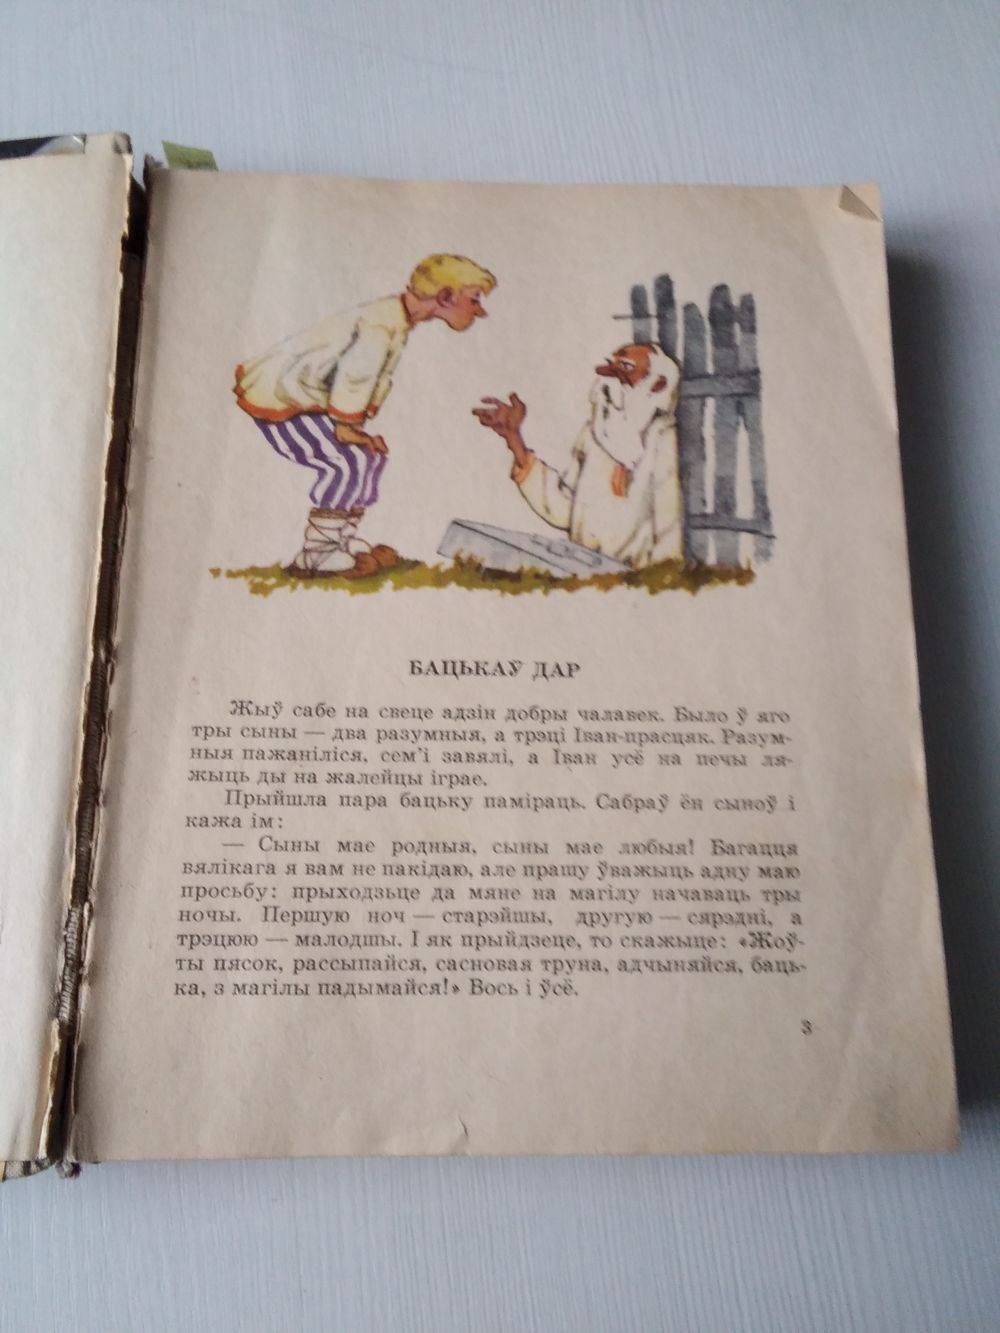 БАЦЬКАЎ ДАР
Жыў сабе на свеце адзін добры чалавек. Было ў яго
тры сыны — два разумныя, а трэці Іван-прасцяк. Разум-
ныя пажаніліся, сем'і завялі, а Іван усё на печы ля-
жыць ды на жалейцы іграе.
Прыйшла пара бацьку паміраць. Сабраў ён сыноў і
кажа ім:
— Сыны мае родныя, сыны мае любыя! Багацця
вялікага я вам не пакідаю, але прашу ўважыць адну маю
просьбу: прыходзьце да мяне на магілу начаваць тры
ночы. Першую ноч — старэйшы, другую — сярэдні, а
трэцюю — малодшы. І як прыйдзеце, то скажыце: «Жоў-
ты пясок, рассыпайся, сасновая труна, адчыняйся, баць-
ка, з магілы падымайся!» Вось і ўсё.
3